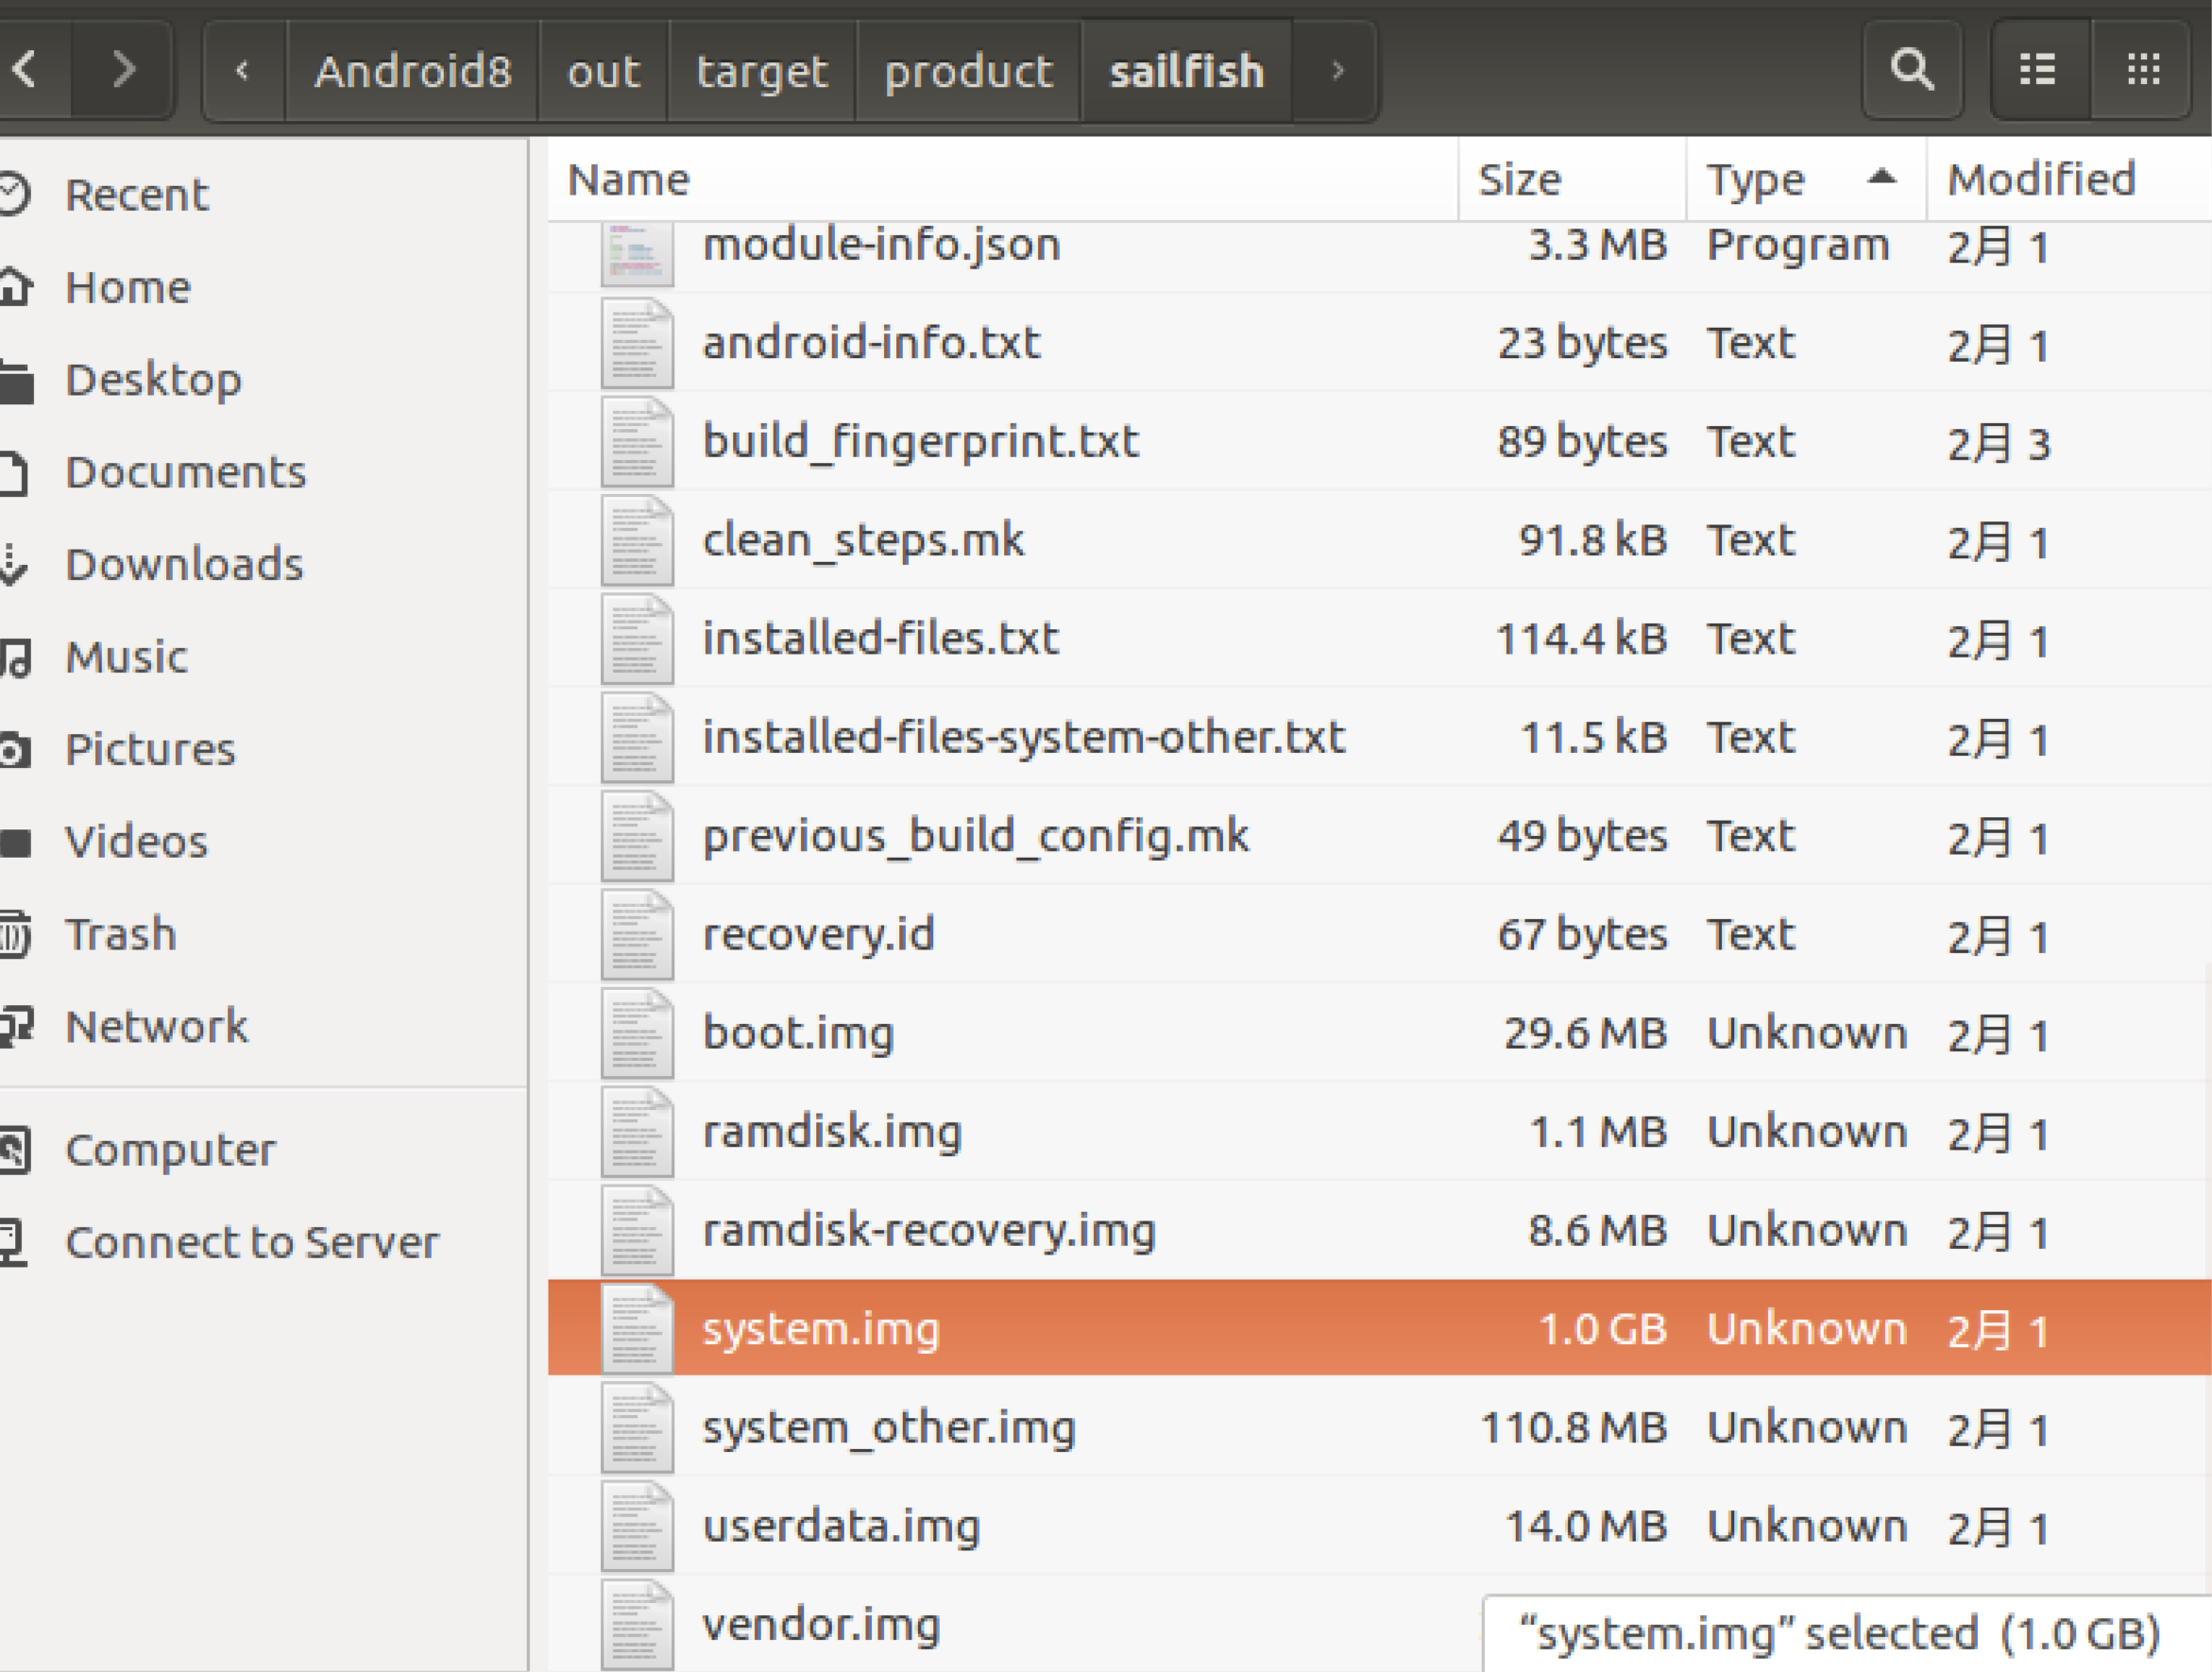 Android8 out target product sailfish
Name Size Type Modified
Recent
Home
Desktop
Documents
Downloads
Music
Pictures
Videos
Trash
Network
Computer
Connect to Server
module-info.json 3.3 MB Program 2月 1
android-info.txt 23 bytes Text 2月 1
build_fingerprint.txt 89 bytes Text 2月 3
clean_steps.mk 91.8 kB Text 2月 1
installed-files.txt 114.4 kB Text 2月 1
installed-files-system-other.txt 11.5 kB Text 2月 1
previous_build_config.mk 49 bytes Text 2月 1
recovery.id 67 bytes Text 2月 1
boot.img 29.6 MB Unknown 2月 1
ramdisk.img 1.1 MB Unknown 2月 1
ramdisk-recovery.img 8.6 MB Unknown 2月 1
system.img 1.0 GB Unknown 2月 1
system_other.img 110.8 MB Unknown 2月 1
userdata.img 14.0 MB Unknown 2月 1
vendor.img
“system.img” selected (1.0 GB)